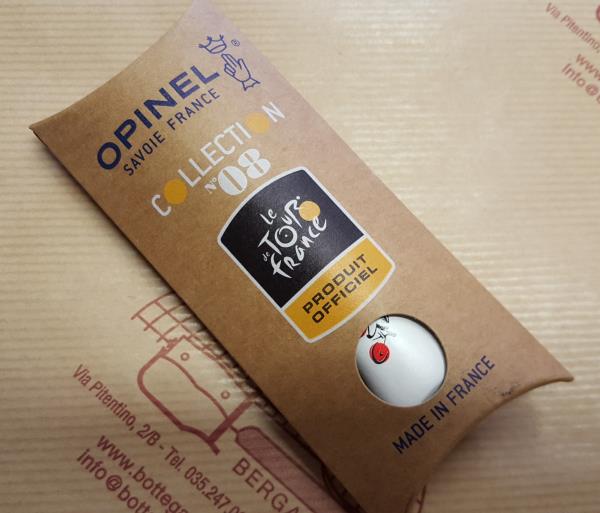 OPINEL®
SAVOIE FRANCE
COLLECTION
N°08
le
de TOUR
france
PRODUIT
OFFICIEL
MADE IN FRANCE
Via Pitentino, 2/B - Tel. 035.247.0
www.bottega
info@bott
BERGA
Via Pitentino,
info@b